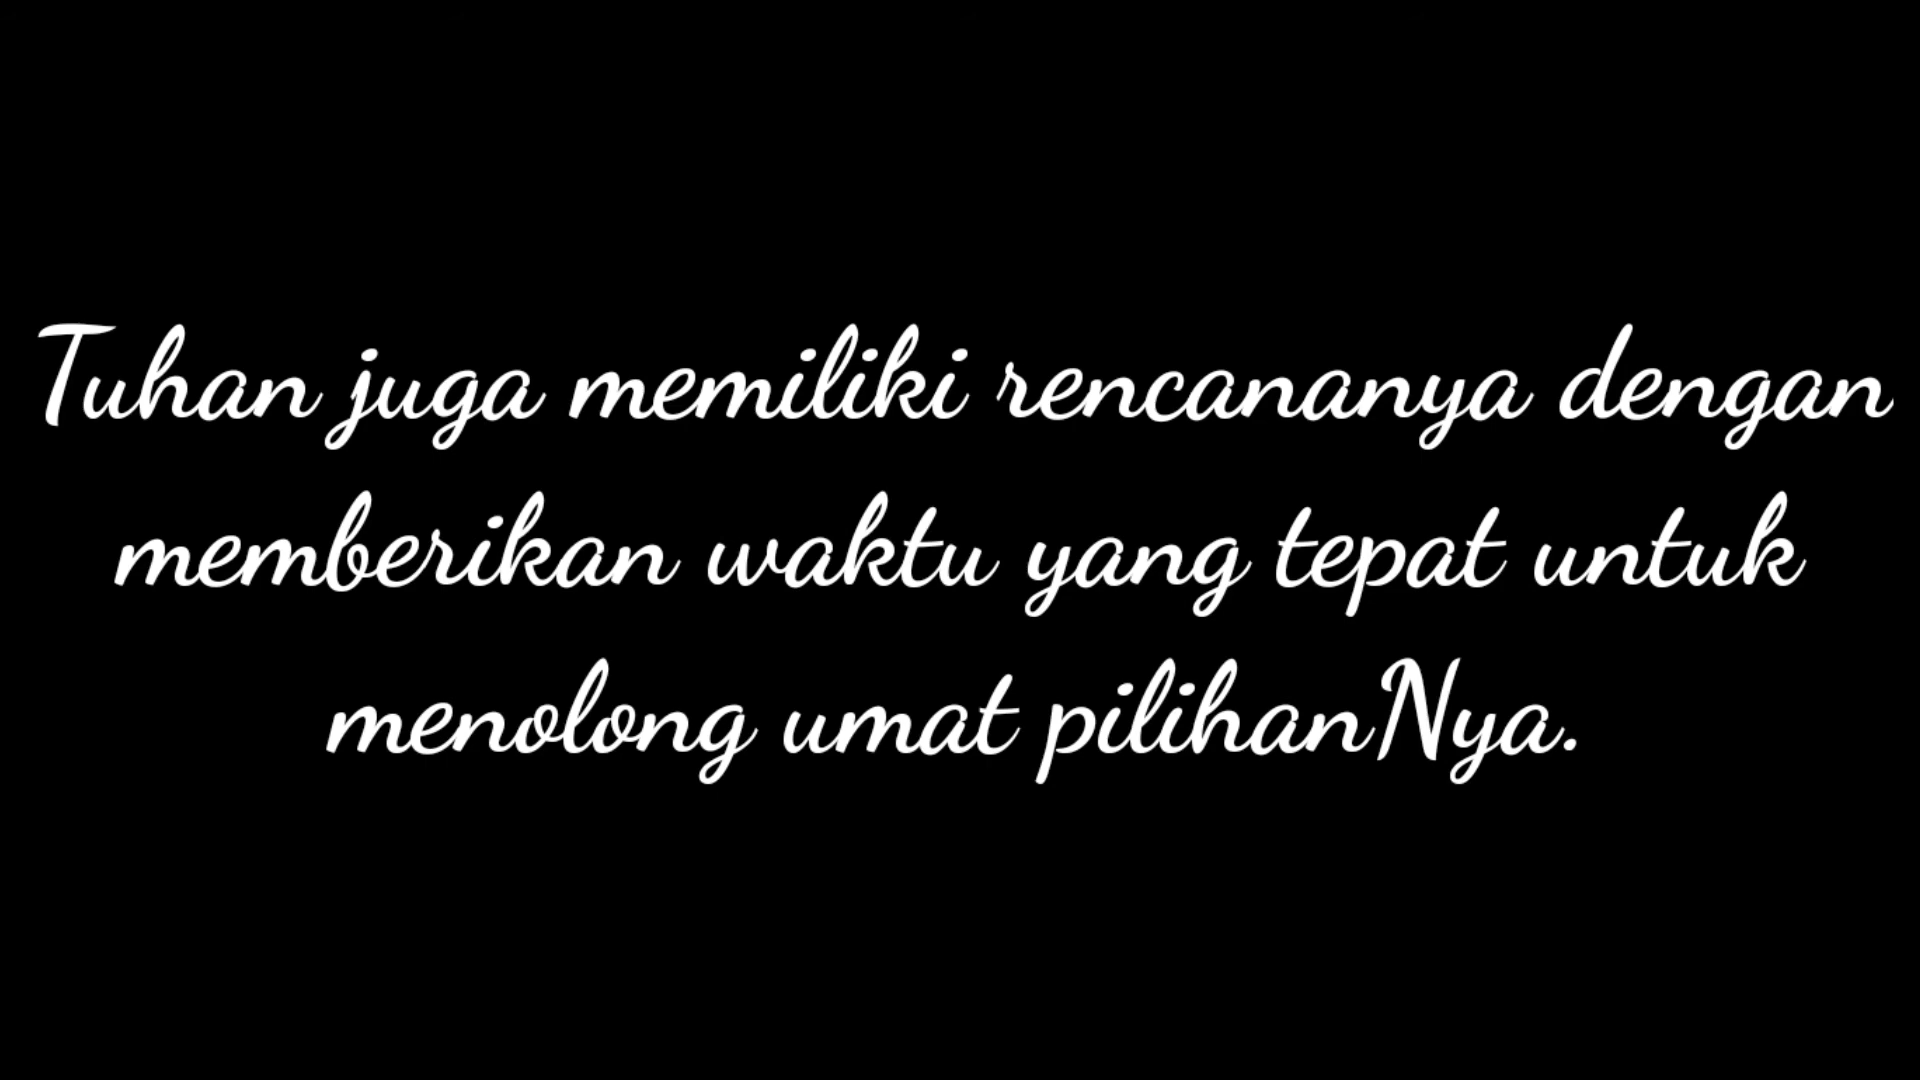 Tuhan juga memiliki rencananya dengan
memberikan waktu yang tepat untuk
menolong umat pilihanNya.